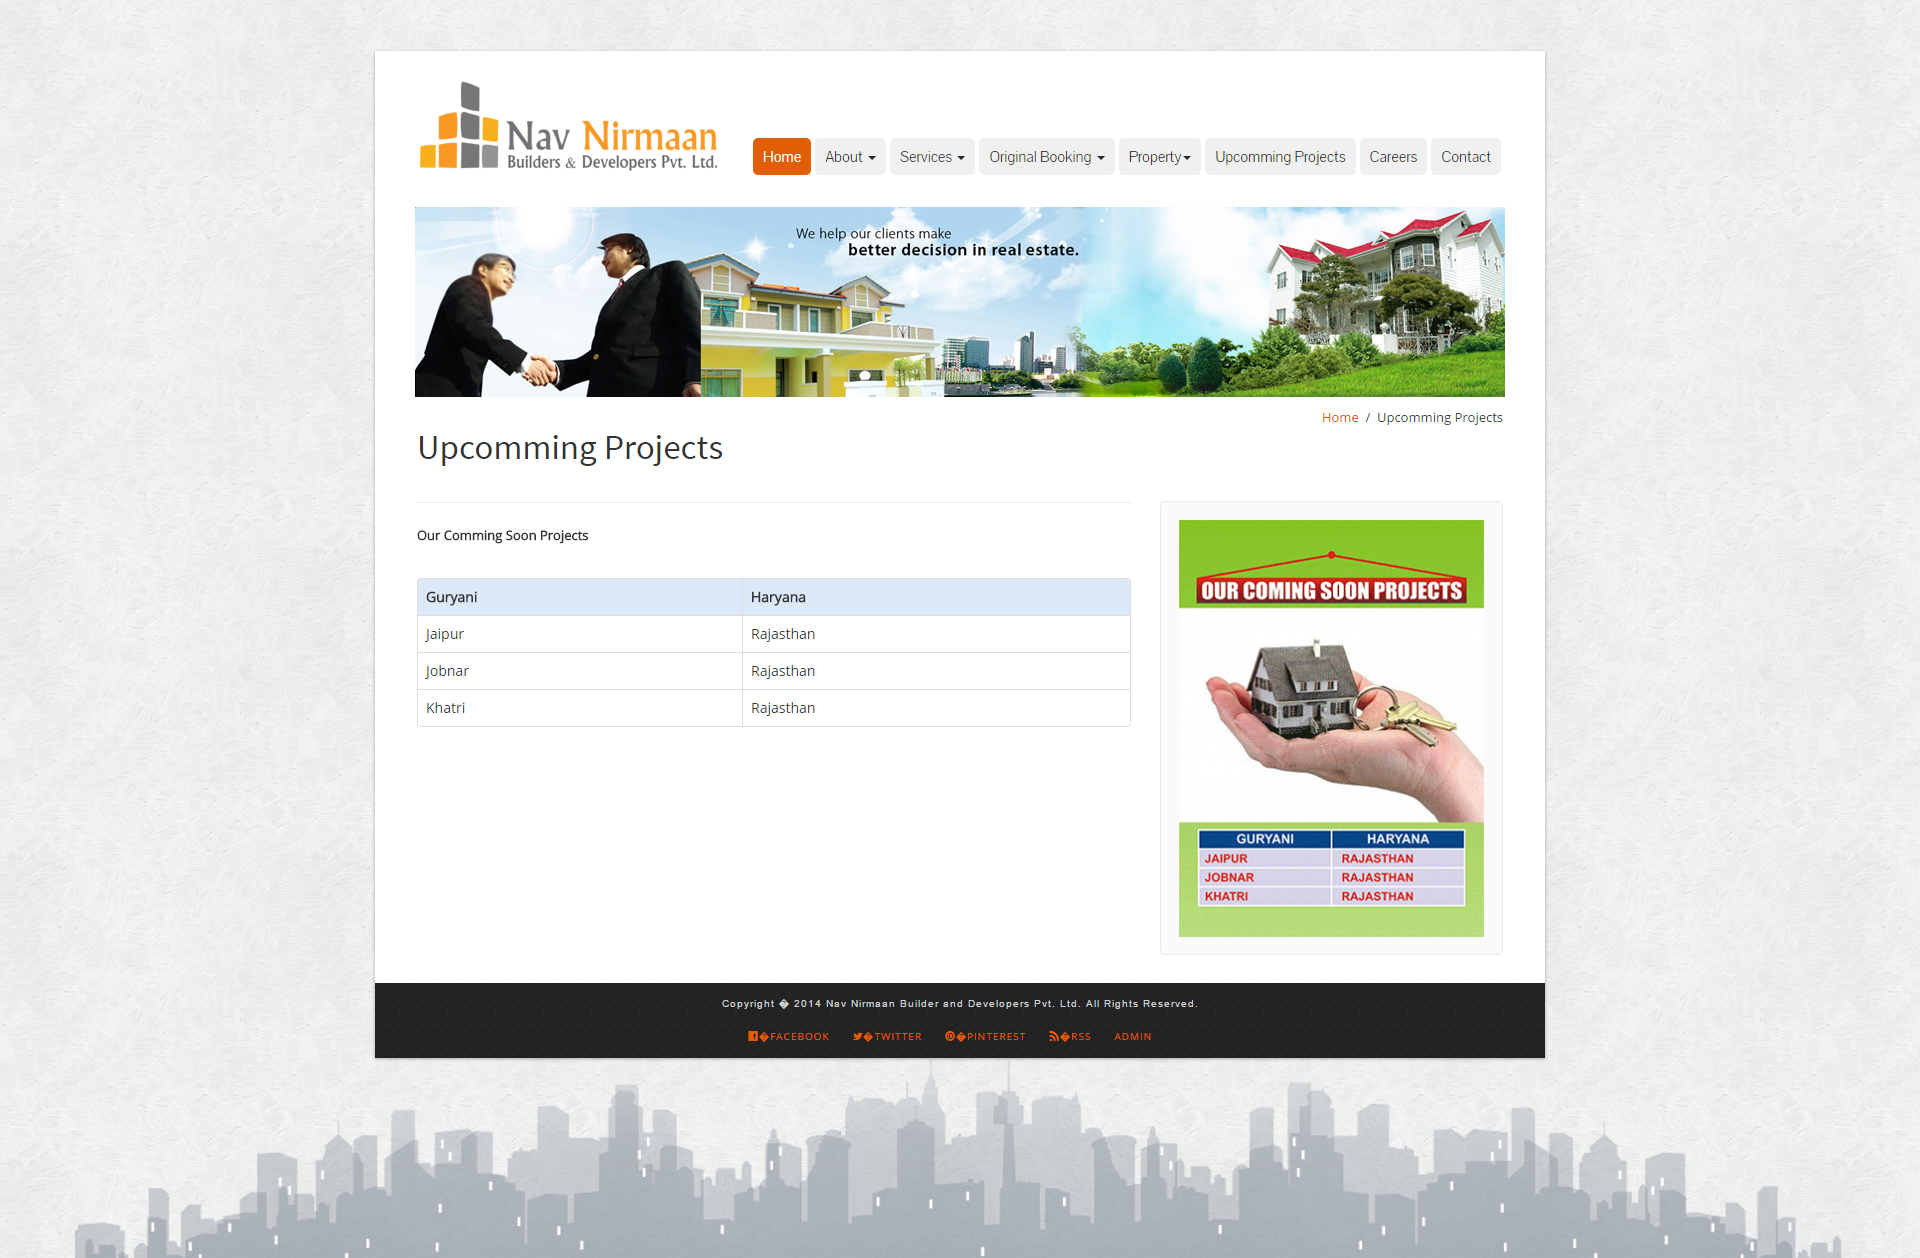 Nav Nirmaan
Builders & Developers Pvt. Ltd.
Home About Services Original Booking Property Upcomming Projects Careers Contact
We help our clients make
better decision in real estate.
Home / Upcomming Projects
Upcomming Projects
Our Comming Soon Projects
Guryani Haryana
Jaipur Rajasthan
Jobnar Rajasthan
Khatri Rajasthan
OUR COMING SOON PROJECTS
GURYANI HARYANA
JAIPUR RAJASTHAN
JOBNAR RAJASTHAN
KHATRI RAJASTHAN
Copyright � 2014 Nav Nirmaan Builder and Developers Pvt. Ltd. All Rights Reserved.
�FACEBOOK �TWITTER �PINTEREST �RSS ADMIN